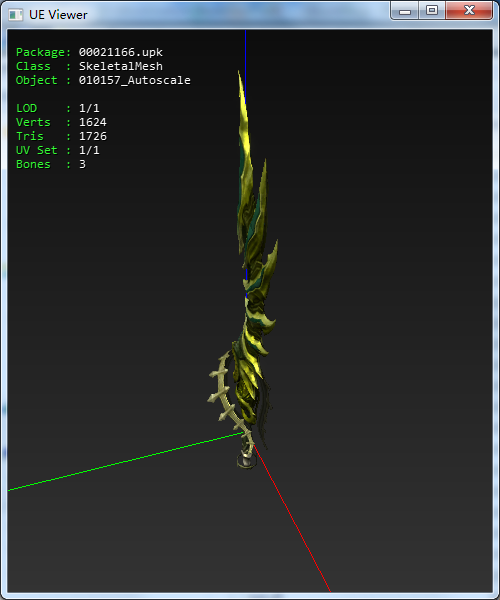 UE Viewer
Package: 00021166.upk
Class  : SkeletalMesh
Object : 010157_Autoscale
LOD    : 1/1
Verts  : 1624
Tris   : 1726
UV Set : 1/1
Bones  : 3